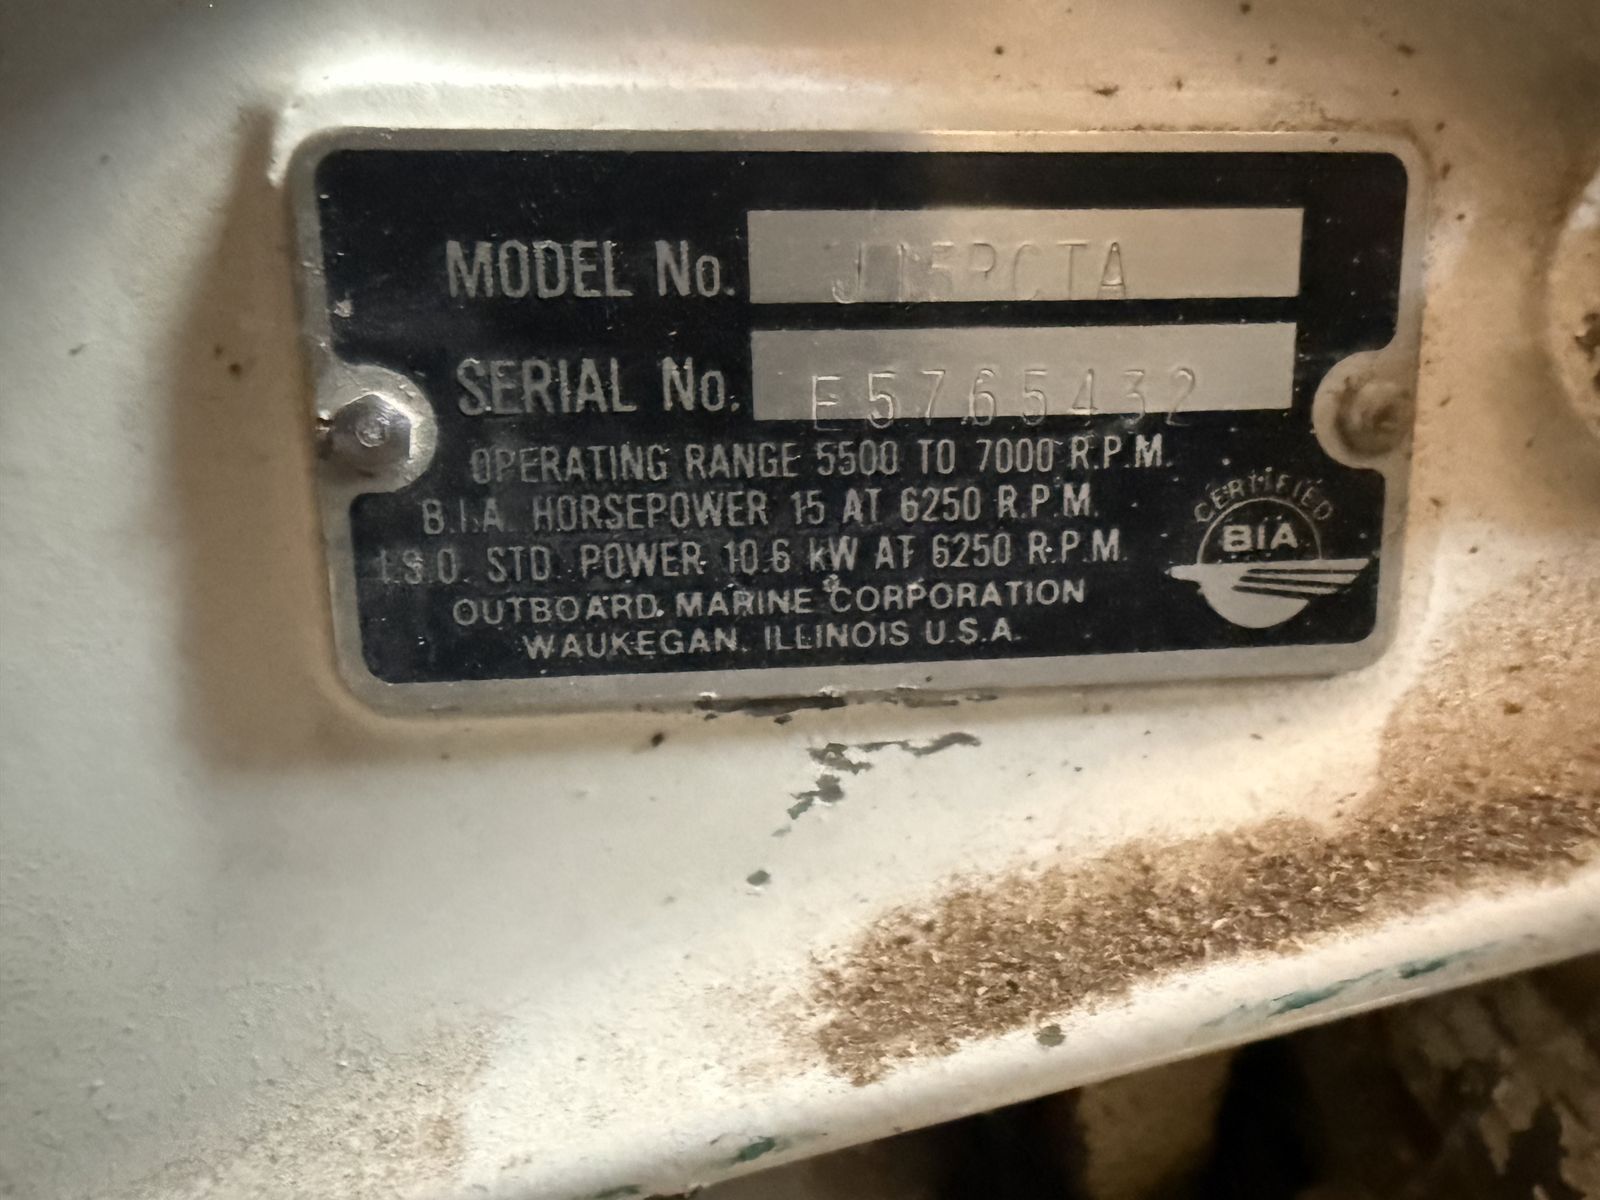 MODEL No. J15RCTA
SERIAL No. E5765432
OPERATING RANGE 5500 TO 7000 R.P.M.
B.I.A. HORSEPOWER 15 AT 6250 R.P.M.
I.S.O. STD. POWER 10.6 kW AT 6250 R.P.M.
OUTBOARD MARINE CORPORATION
WAUKEGAN, ILLINOIS U.S.A.
CERTIFIED
BIA